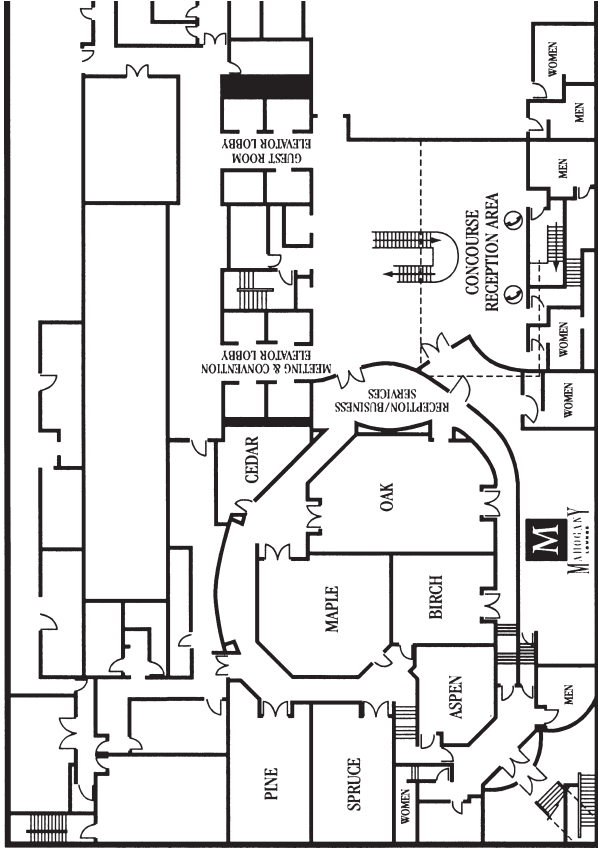 WOMEN
MEN
MEN
GUEST ROOM
ELEVATOR LOBBY
CONCOURSE
RECEPTION AREA
MEETING & CONVENTION
ELEVATOR LOBBY
WOMEN
RECEPTION/BUSINESS
SERVICES
WOMEN
CEDAR
OAK
M
MAHOGANY
LOUNGE
MAPLE
BIRCH
ASPEN
MEN
PINE
SPRUCE
WOMEN